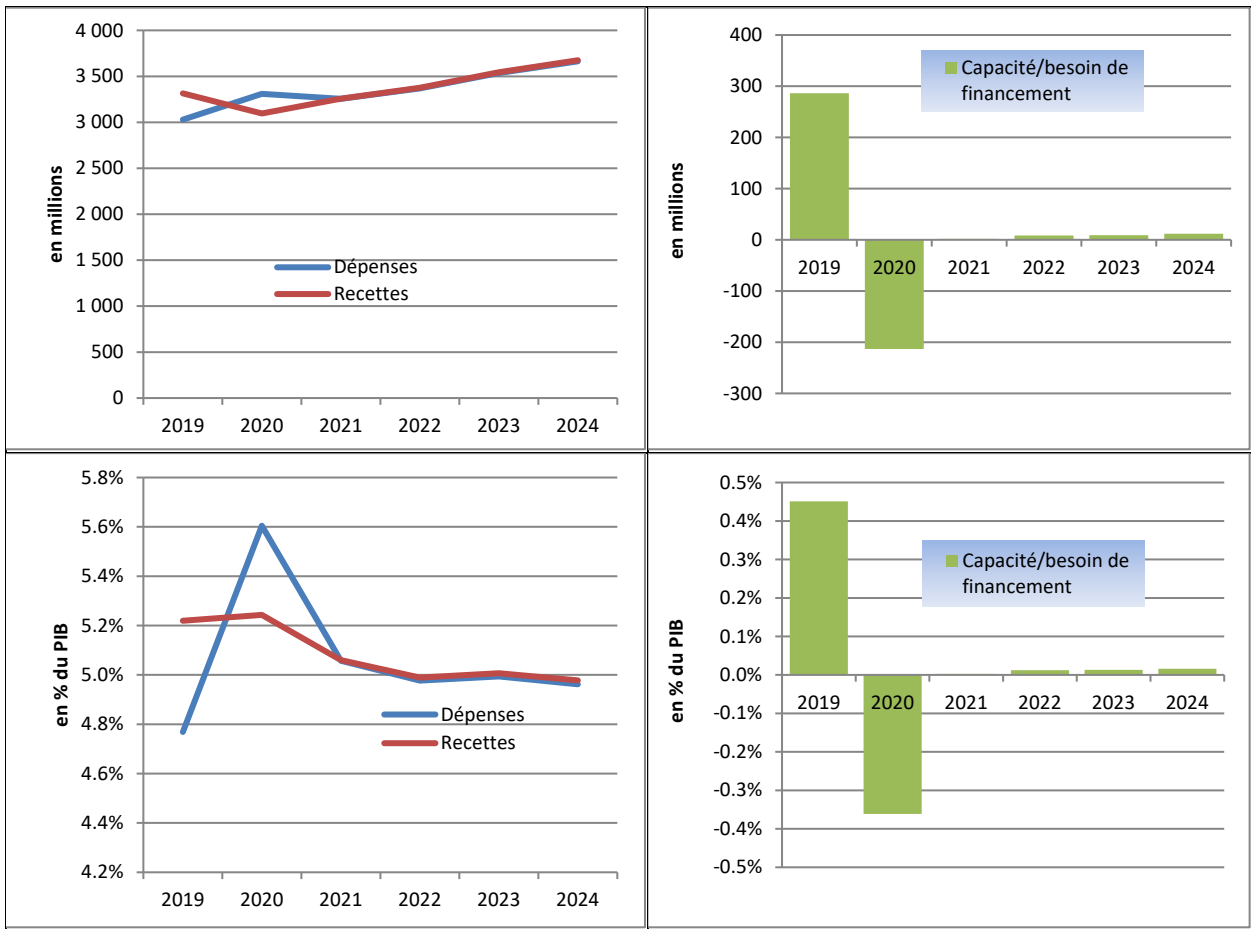 en millions
4 000
3 500
3 000
2 500
2 000
1 500
1 000
500
0
Dépenses
Recettes
2019 2020 2021 2022 2023 2024
en millions
400
300
200
100
0
-100
-200
-300
Capacité/besoin de
financement
2019 2020 2021 2022 2023 2024
en % du PIB
5.8%
5.6%
5.4%
5.2%
5.0%
4.8%
4.6%
4.4%
4.2%
Dépenses
Recettes
2019 2020 2021 2022 2023 2024
en % du PIB
0.5%
0.4%
0.3%
0.2%
0.1%
0.0%
-0.1%
-0.2%
-0.3%
-0.4%
-0.5%
Capacité/besoin de
financement
2019 2020 2021 2022 2023 2024